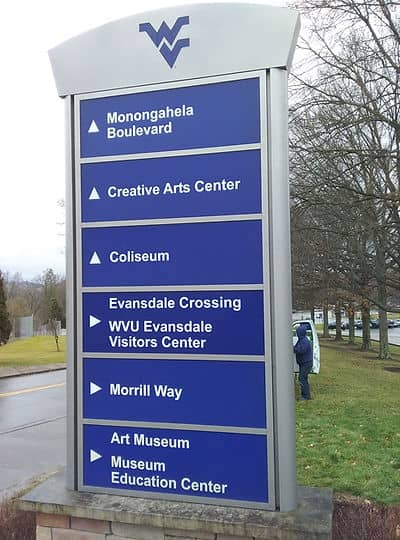 Monongahela
Boulevard
Creative Arts Center
Coliseum
Evansdale Crossing
WVU Evansdale
Visitors Center
Morrill Way
Art Museum
Museum
Education Center